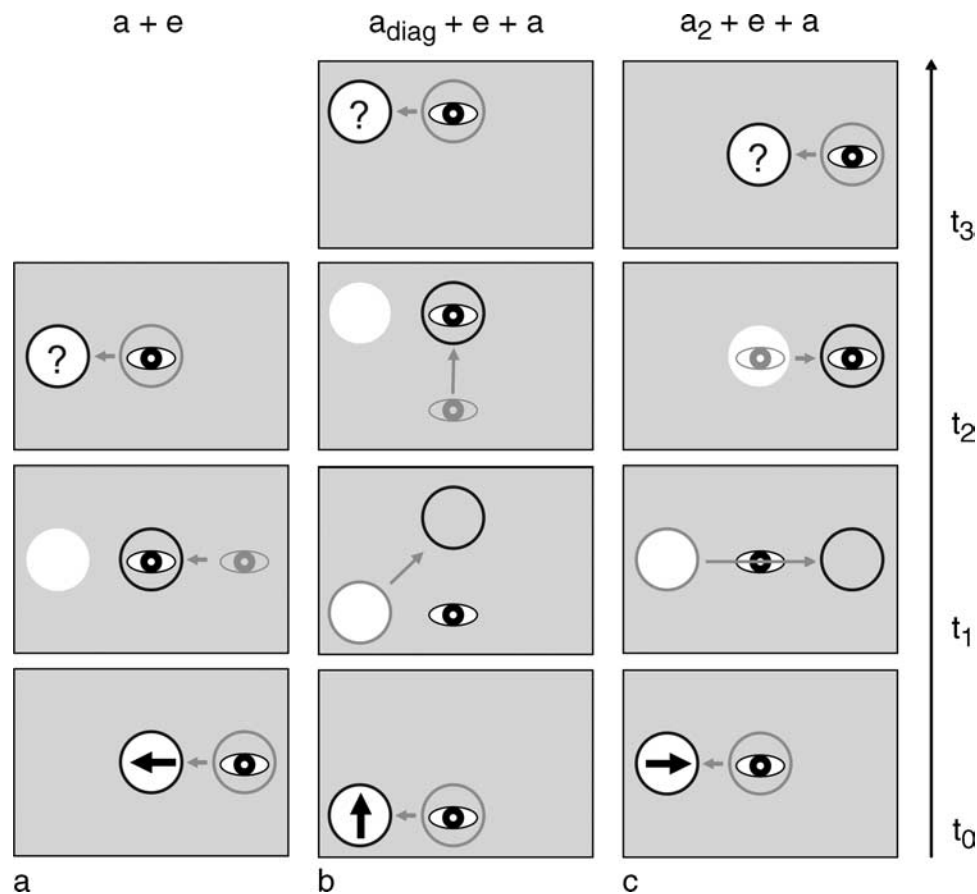 a + e
a_diag + e + a
a_2 + e + a
?
?
t_3
?
t_2
t_1
t_0
a
b
c